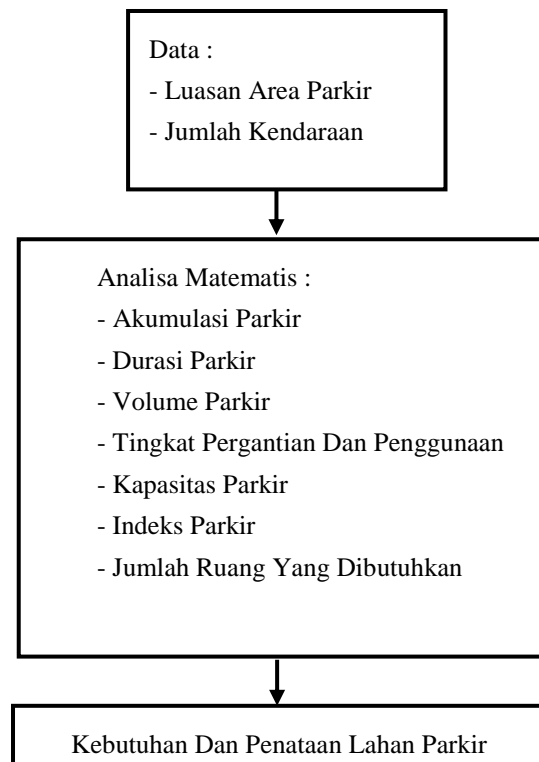 Data :
- Luasan Area Parkir
- Jumlah Kendaraan
Analisa Matematis :
- Akumulasi Parkir
- Durasi Parkir
- Volume Parkir
- Tingkat Pergantian Dan Penggunaan
- Kapasitas Parkir
- Indeks Parkir
- Jumlah Ruang Yang Dibutuhkan
Kebutuhan Dan Penataan Lahan Parkir